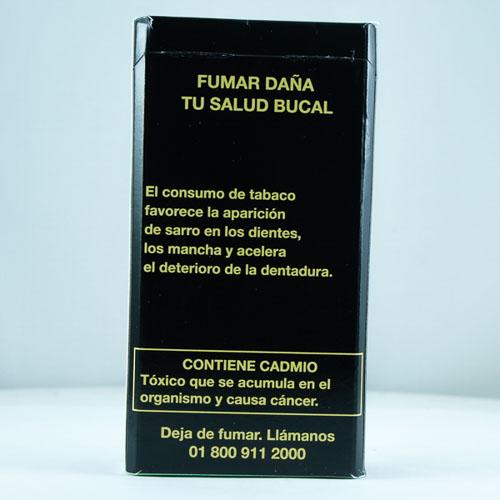 FUMAR DAÑA
TU SALUD BUCAL
El consumo de tabaco
favorece la aparición
de sarro en los dientes,
los mancha y acelera
el deterioro de la dentadura.
CONTIENE CADMIO
Tóxico que se acumula en el
organismo y causa cáncer.
Deja de fumar. Llámanos
01 800 911 2000